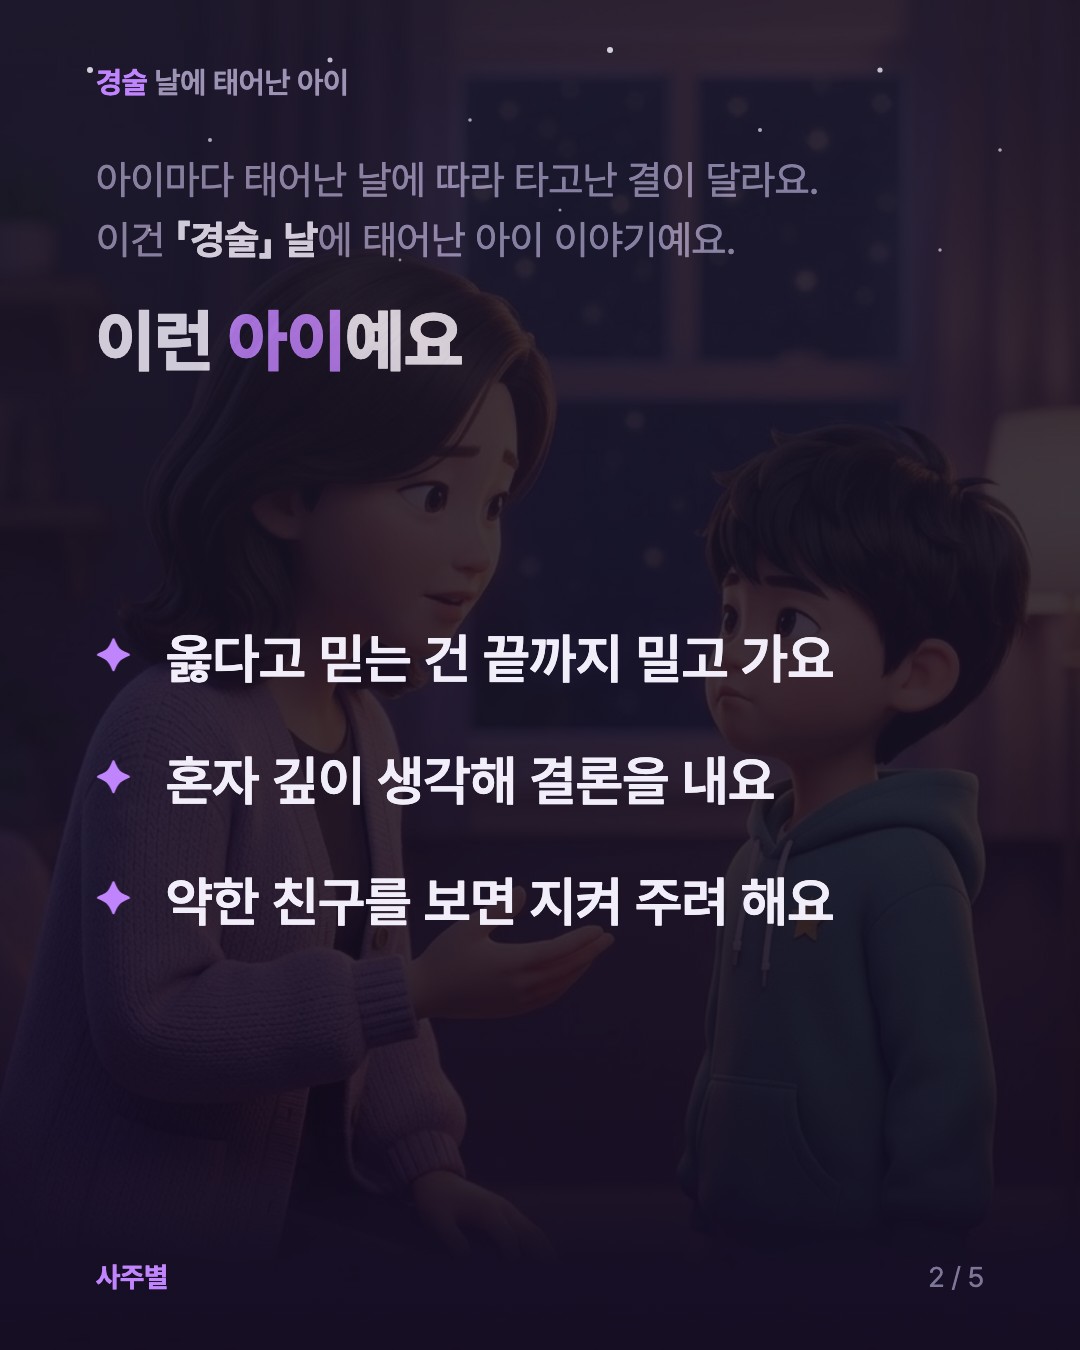 경술 날에 태어난 아이
아이마다 태어난 날에 따라 타고난 결이 달라요.
이건 「경술」 날에 태어난 아이 이야기예요.
이런 아이예요
옳다고 믿는 건 끝까지 밀고 가요
혼자 깊이 생각해 결론을 내요
약한 친구를 보면 지켜 주려 해요
사주별
2 / 5